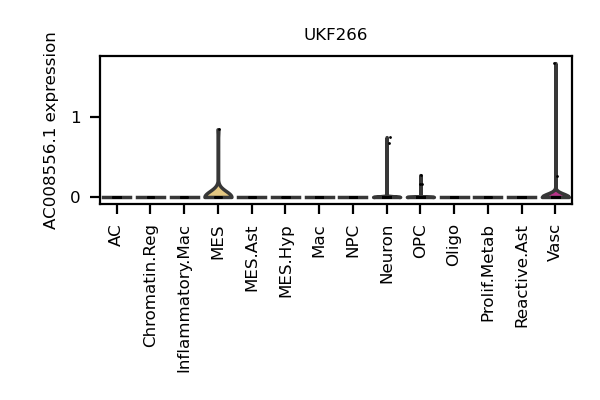 UKF266
AC008556.1 expression
1
0
AC
Chromatin.Reg
Inflammatory.Mac
MES
MES.Ast
MES.Hyp
Mac
NPC
Neuron
OPC
Oligo
Prolif.Metab
Reactive.Ast
Vasc